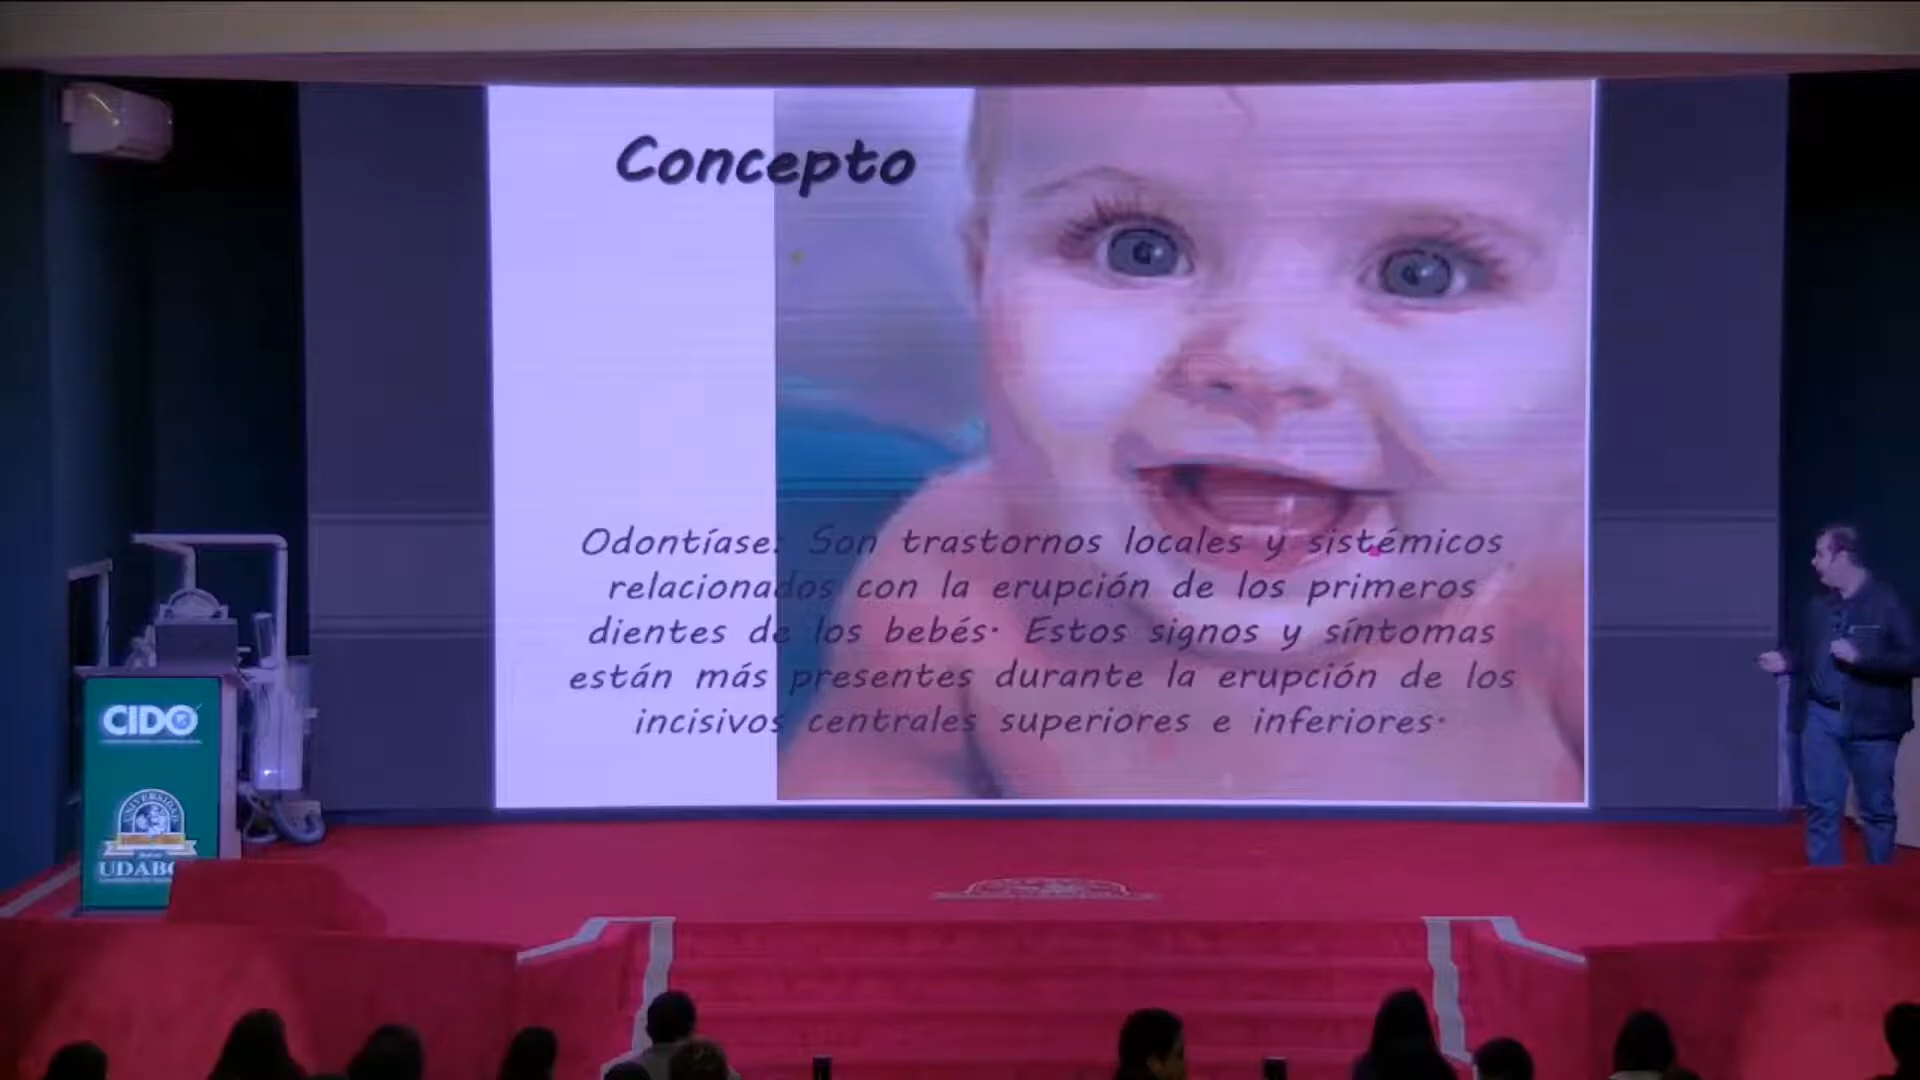 Concepto
Odontíase: Son trastornos locales y sistémicos
relacionados con la erupción de los primeros
dientes de los bebés. Estos signos y síntomas
están más presentes durante la erupción de los
incisivos centrales superiores e inferiores.
CIDO
UNIVERSIDAD
UDABO